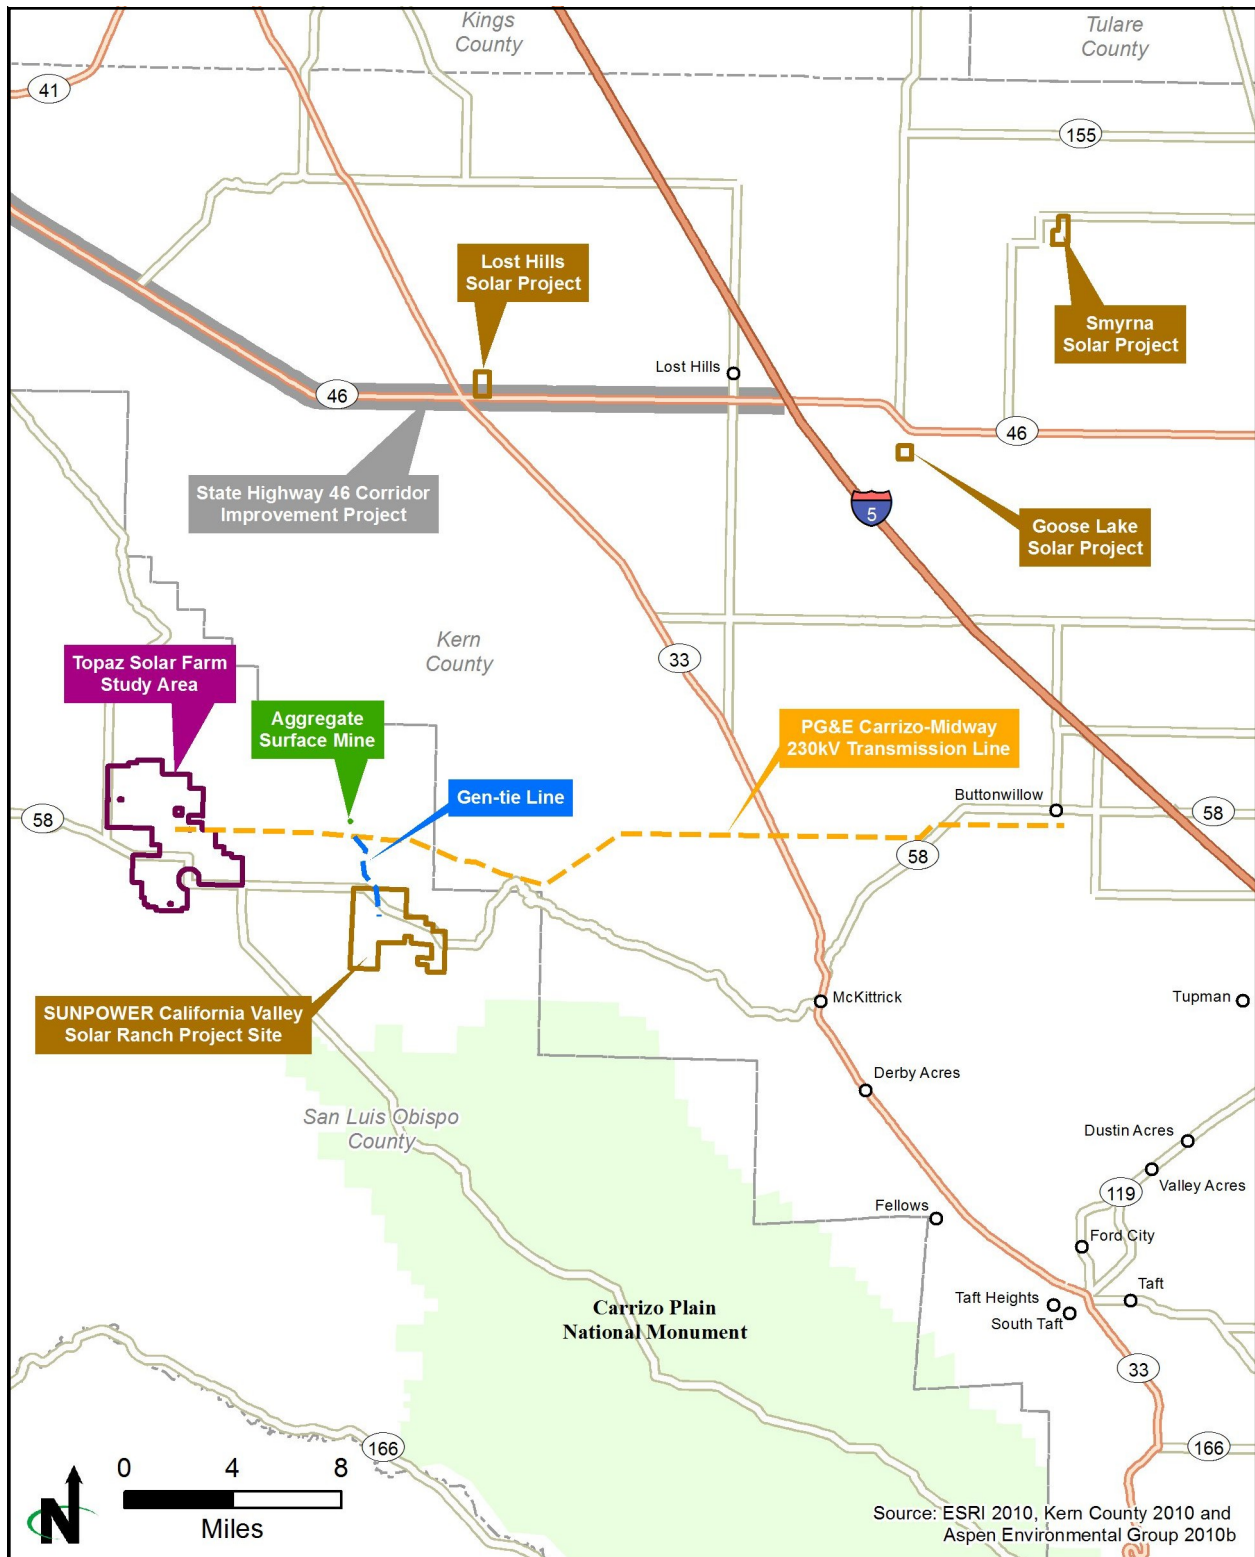 Kings
County
Tulare
County
41
155
Lost Hills
Solar Project
Smyrna
Solar Project
Lost Hills
46
46
State Highway 46 Corridor
Improvement Project
5
Goose Lake
Solar Project
Kern
County
33
Topaz Solar Farm
Study Area
Aggregate
Surface Mine
PG&E Carrizo-Midway
230kV Transmission Line
Gen-tie Line
Buttonwillow
58
58
58
SUNPOWER California Valley
Solar Ranch Project Site
McKittrick
Tupman
Derby Acres
San Luis Obispo
County
Dustin Acres
Valley Acres
119
Fellows
Ford City
Taft Heights
Taft
South Taft
Carrizo Plain
National Monument
33
166
166
0 4 8
Miles
N
Source: ESRI 2010, Kern County 2010 and
Aspen Environmental Group 2010b